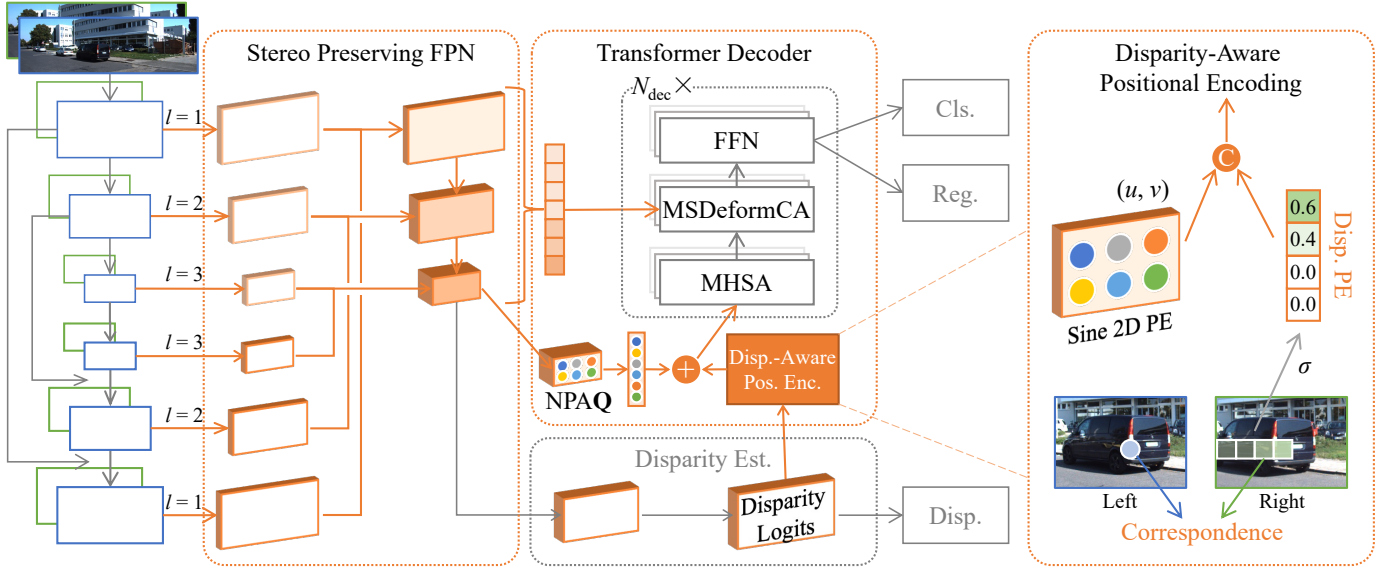 Stereo Preserving FPN
l = 1
l = 2
l = 3
l = 3
l = 2
l = 1
Transformer Decoder
N_dec ×
FFN
MSDeformCA
MHSA
NPAQ
+
Disp.-Aware
Pos. Enc.
Cls.
Reg.
Disparity Est.
Disparity
Logits
Disp.
Disparity-Aware
Positional Encoding
C
(u, v)
Sine 2D PE
0.6
0.4
0.0
0.0
Disp. PE
σ
Left
Right
Correspondence